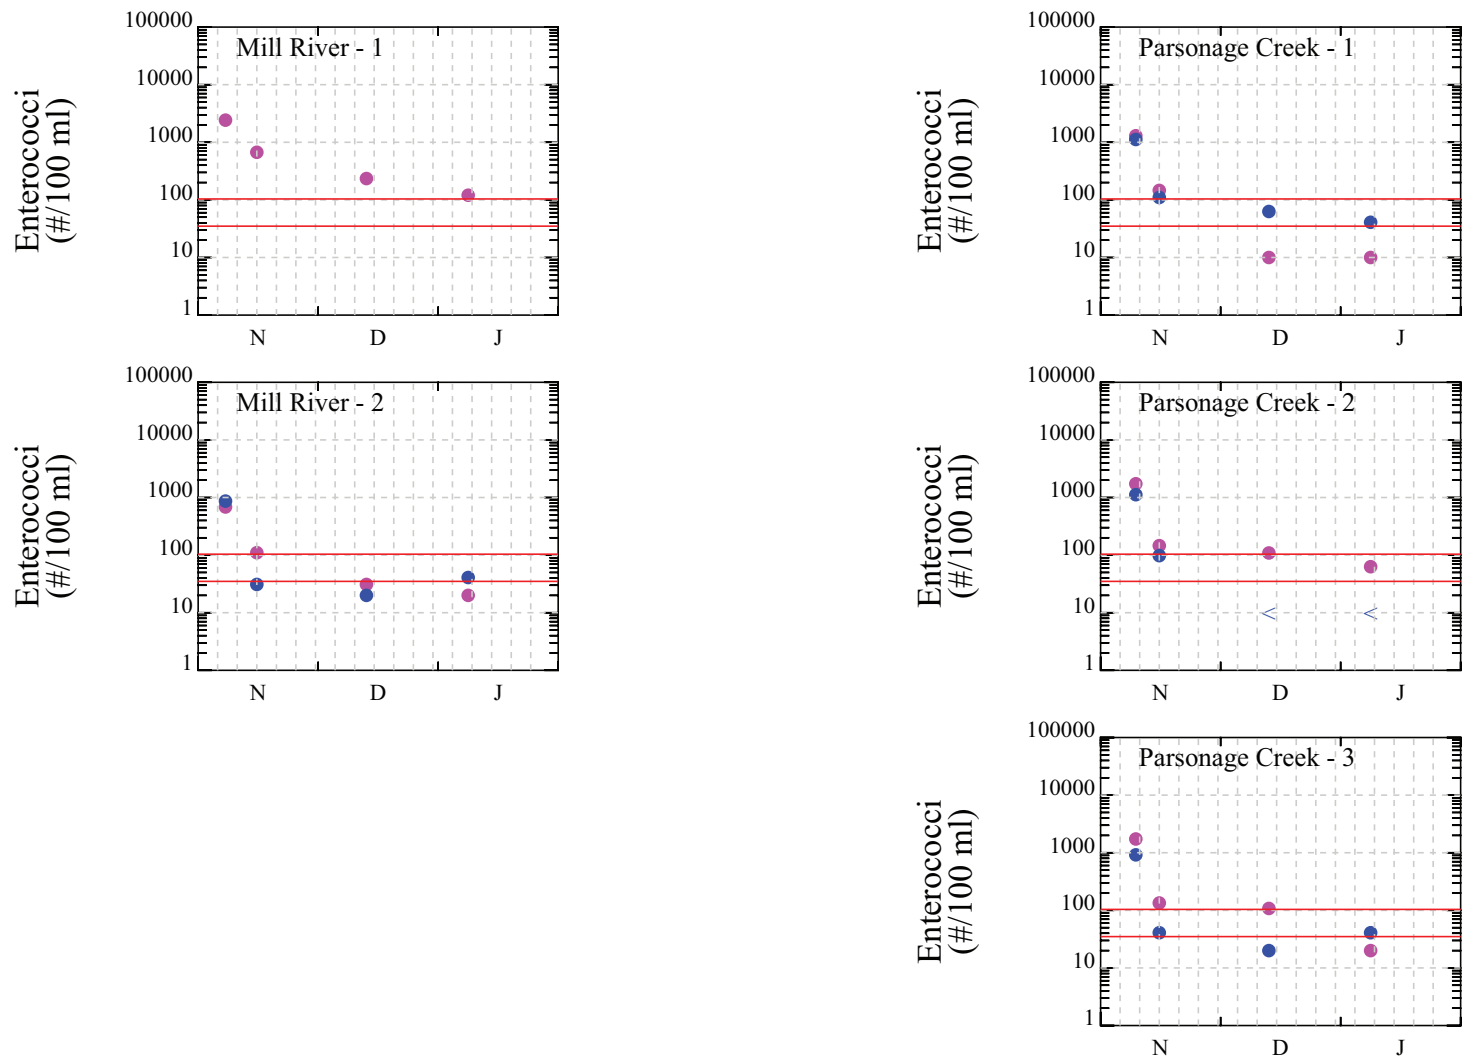 Mill River - 1
Enterococci
(#/100 ml)
100000
10000
1000
100
10
1
N D J
Parsonage Creek - 1
Enterococci
(#/100 ml)
100000
10000
1000
100
10
1
N D J
Mill River - 2
Enterococci
(#/100 ml)
100000
10000
1000
100
10
1
N D J
Parsonage Creek - 2
Enterococci
(#/100 ml)
100000
10000
1000
100
10
1
< <
N D J
Parsonage Creek - 3
Enterococci
(#/100 ml)
100000
10000
1000
100
10
1
N D J